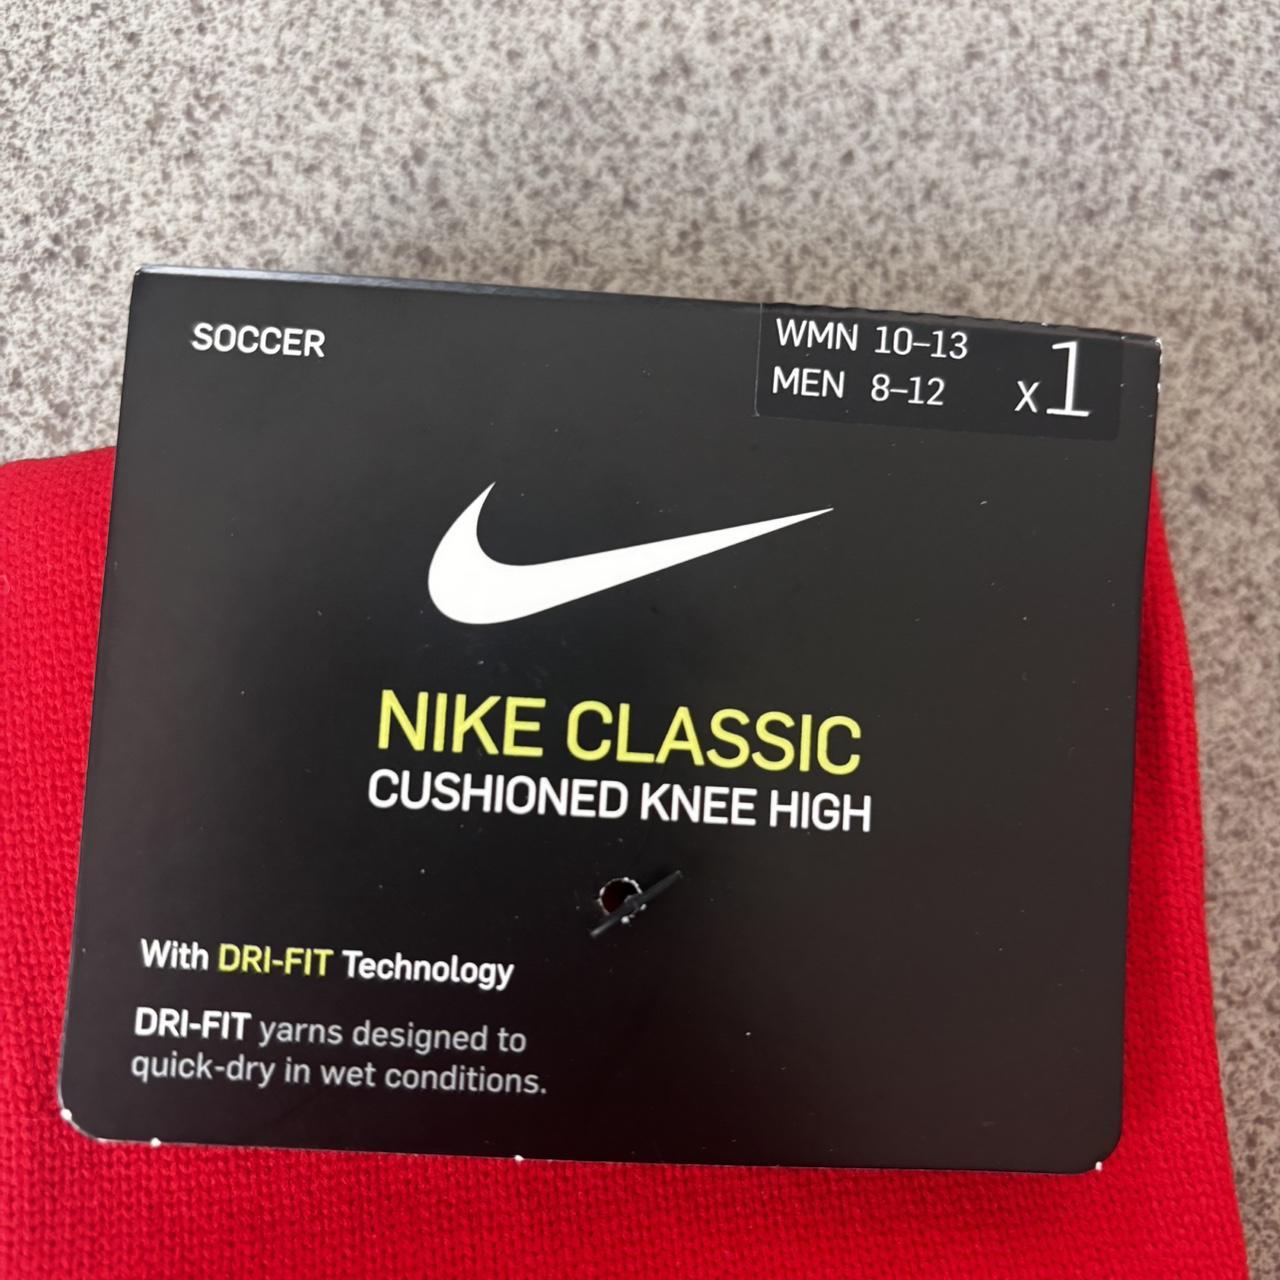 SOCCER
WMN 10–13
MEN 8–12
x1
NIKE CLASSIC
CUSHIONED KNEE HIGH
With DRI-FIT Technology
DRI-FIT yarns designed to
quick-dry in wet conditions.